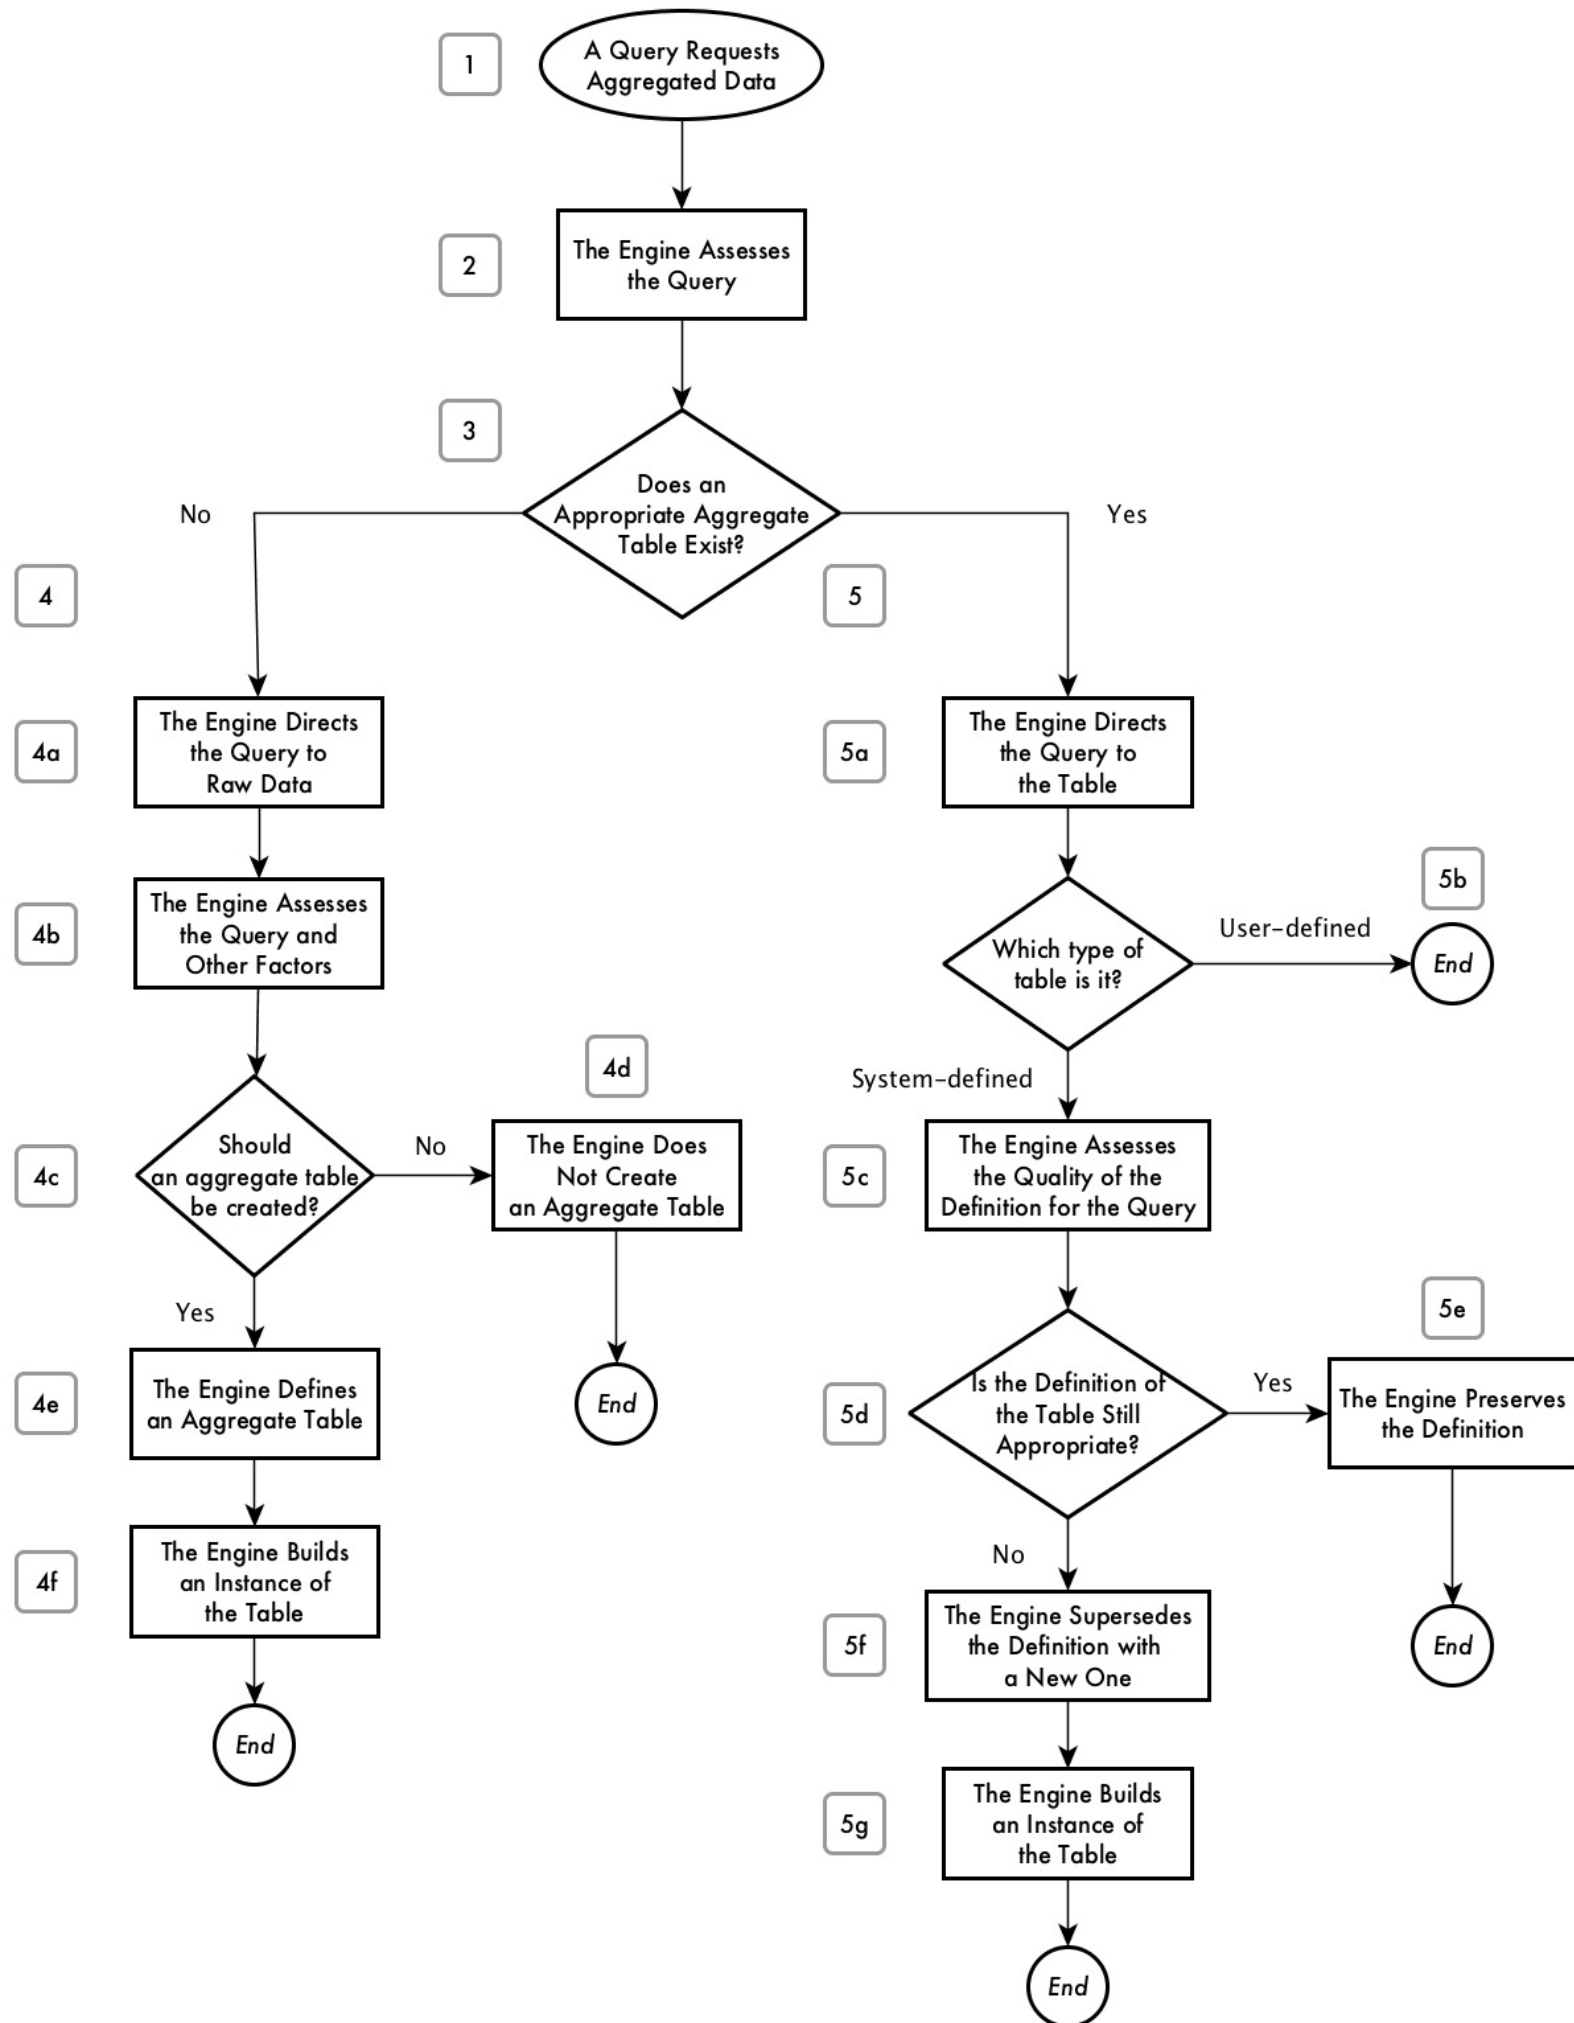 1
A Query Requests
Aggregated Data
2
The Engine Assesses
the Query
3
Does an
Appropriate Aggregate
Table Exist?
No
Yes
4
5
4a
The Engine Directs
the Query to
Raw Data
5a
The Engine Directs
the Query to
the Table
4b
The Engine Assesses
the Query and
Other Factors
Which type of
table is it?
User-defined
5b
End
System-defined
4c
Should
an aggregate table
be created?
No
4d
The Engine Does
Not Create
an Aggregate Table
End
5c
The Engine Assesses
the Quality of the
Definition for the Query
Yes
4e
The Engine Defines
an Aggregate Table
5d
Is the Definition of
the Table Still
Appropriate?
Yes
5e
The Engine Preserves
the Definition
End
4f
The Engine Builds
an Instance of
the Table
End
No
5f
The Engine Supersedes
the Definition with
a New One
5g
The Engine Builds
an Instance of
the Table
End